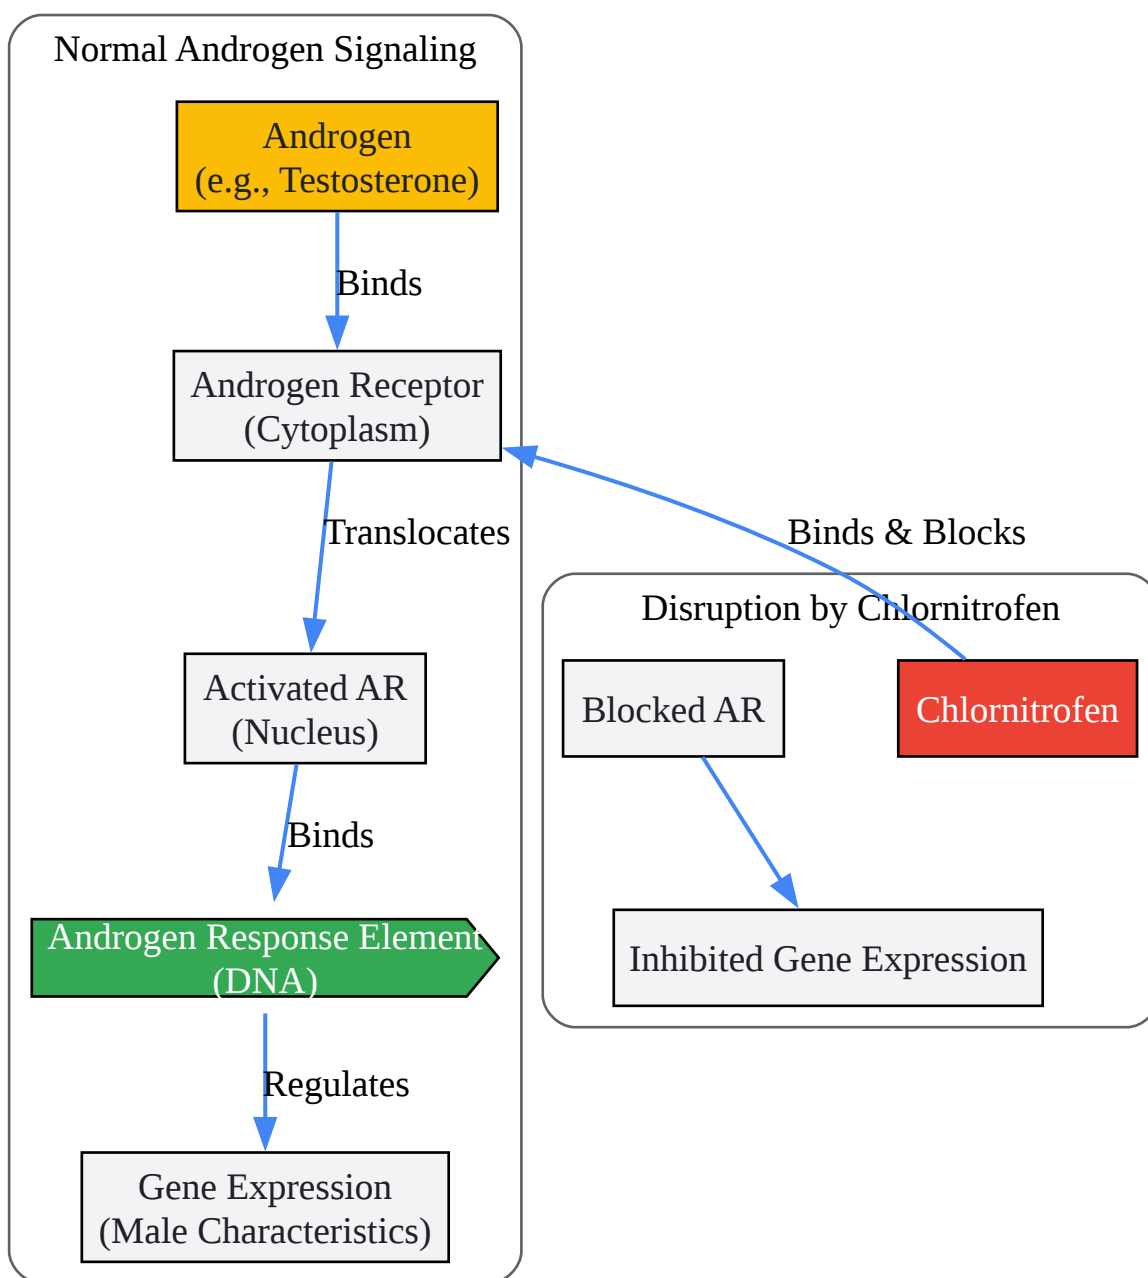 Normal Androgen Signaling
Androgen
(e.g., Testosterone)
Binds
Androgen Receptor
(Cytoplasm)
Translocates
Binds & Blocks
Disruption by Chlornitrofen
Activated AR
(Nucleus)
Blocked AR
Chlornitrofen
Binds
Androgen Response Element
(DNA)
Inhibited Gene Expression
Regulates
Gene Expression
(Male Characteristics)